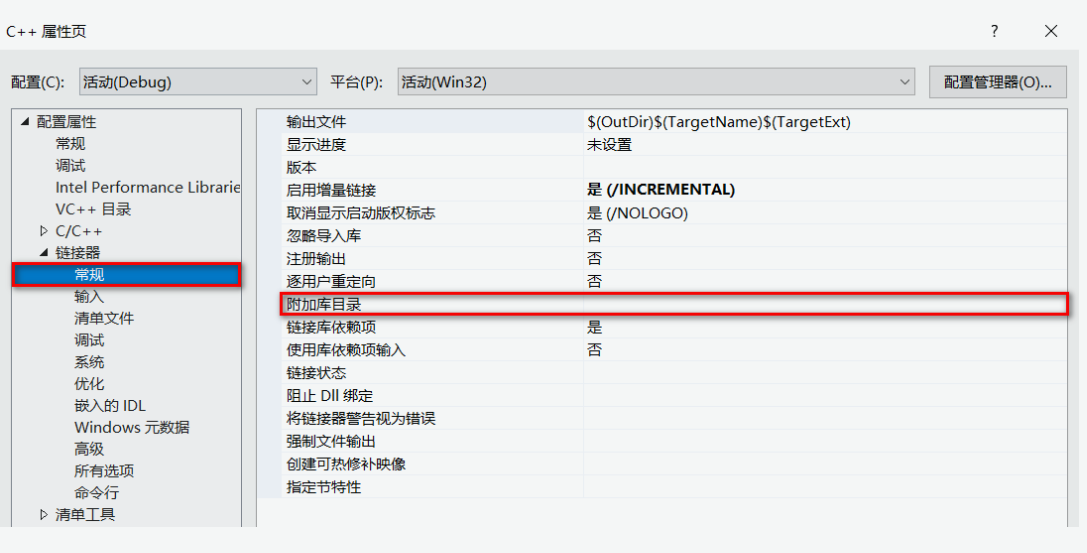 C++ 属性页
?
配置(C): 活动(Debug) 平台(P): 活动(Win32) 配置管理器(O)...
配置属性
常规
调试
Intel Performance Librarie
VC++ 目录
C/C++
链接器
常规
输入
清单文件
调试
系统
优化
嵌入的 IDL
Windows 元数据
高级
所有选项
命令行
清单工具
输出文件 $(OutDir)$(TargetName)$(TargetExt)
显示进度 未设置
版本
启用增量链接 是 (/INCREMENTAL)
取消显示启动版权标志 是 (/NOLOGO)
忽略导入库 否
注册输出 否
逐用户重定向 否
附加库目录
链接库依赖项 是
使用库依赖项输入 否
链接状态
阻止 Dll 绑定
将链接器警告视为错误
强制文件输出
创建可热修补映像
指定节特性